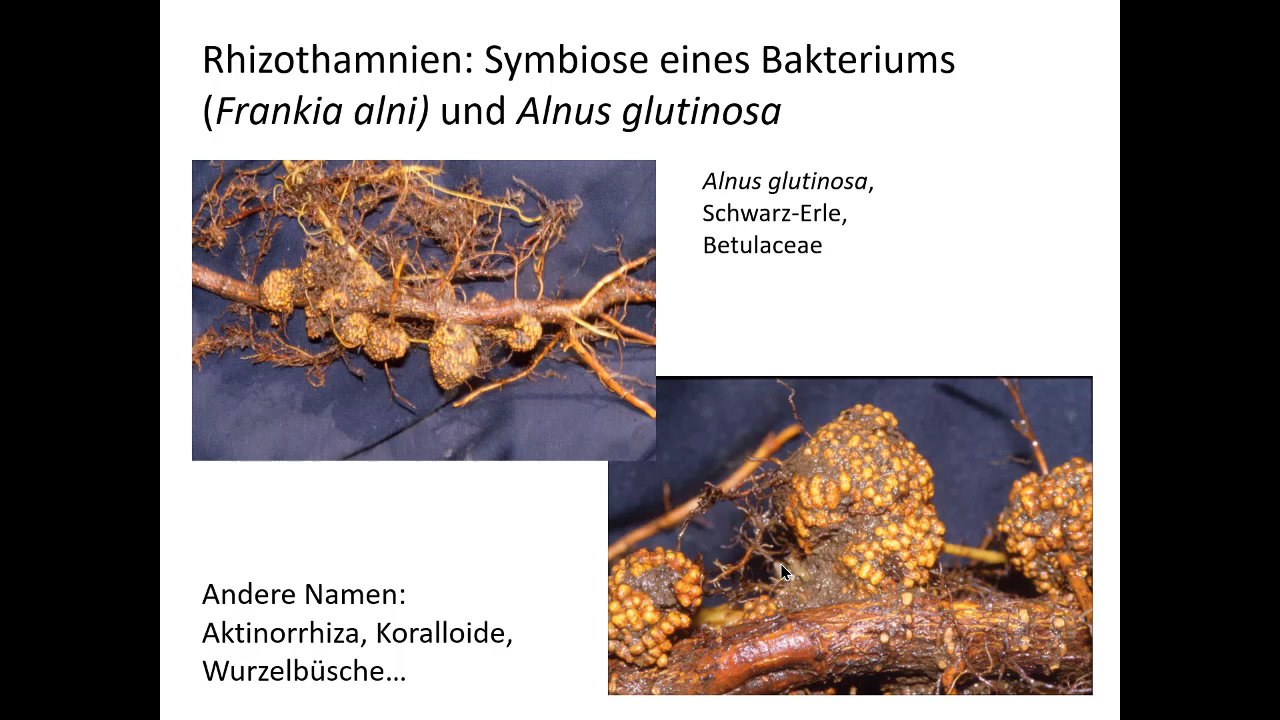 Rhizothamnien: Symbiose eines Bakteriums
(Frankia alni) und Alnus glutinosa
Alnus glutinosa,
Schwarz-Erle,
Betulaceae
Andere Namen:
Aktinorrhiza, Koralloide,
Wurzelbüsche…